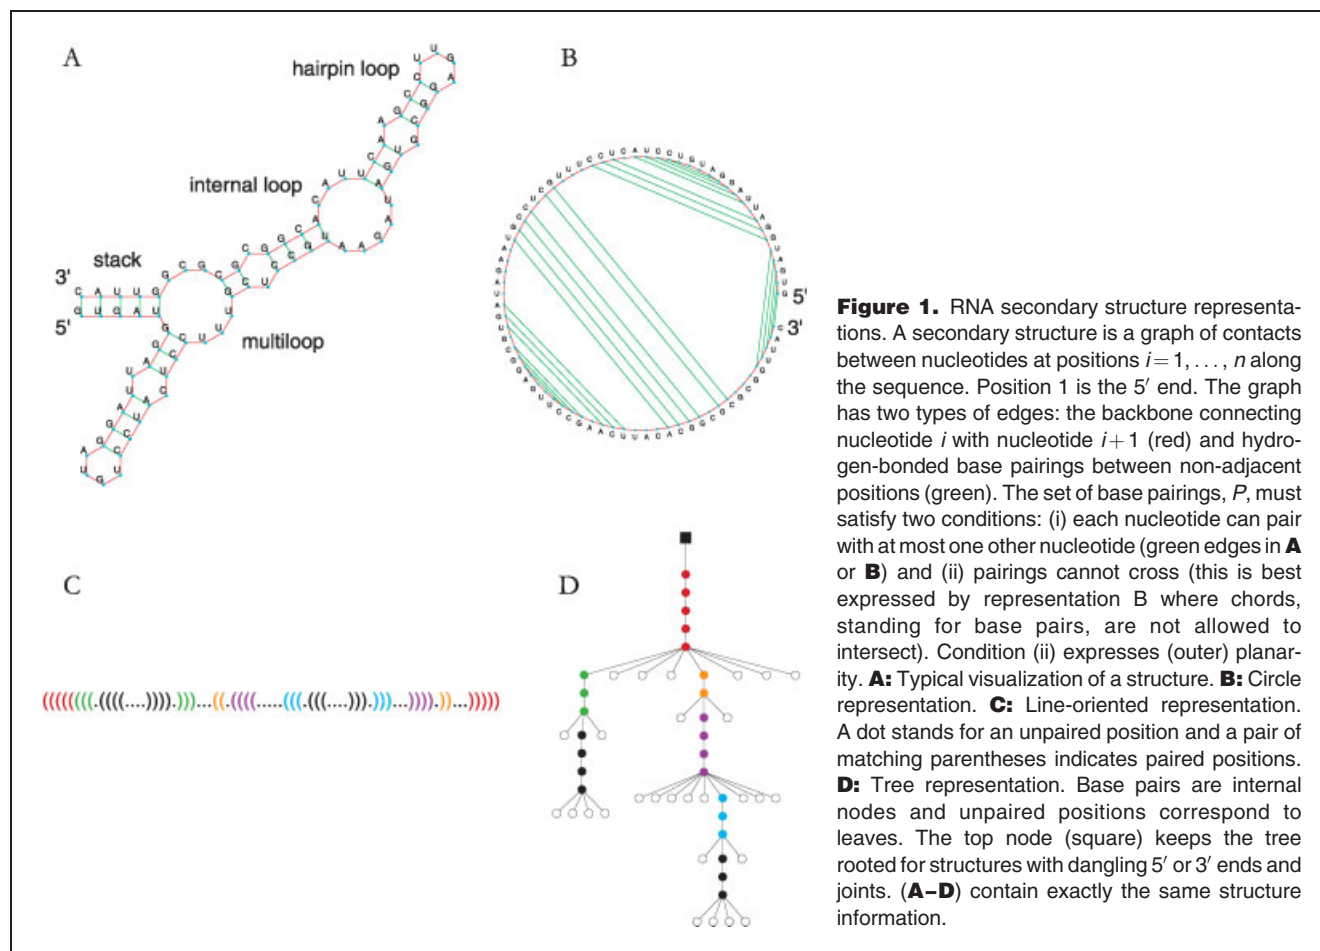 A
hairpin loop
internal loop
stack
3'
5'
multiloop
B
5'
3'
C
((((((((.((((....)))).)))...((.((((.....(((.(((....))).)))...)))).))...)))))
D
Figure 1. RNA secondary structure representa-
tions. A secondary structure is a graph of contacts
between nucleotides at positions i=1, . . . , n along
the sequence. Position 1 is the 5′ end. The graph
has two types of edges: the backbone connecting
nucleotide i with nucleotide i+1 (red) and hydro-
gen-bonded base pairings between non-adjacent
positions (green). The set of base pairings, P, must
satisfy two conditions: (i) each nucleotide can pair
with at most one other nucleotide (green edges in A
or B) and (ii) pairings cannot cross (this is best
expressed by representation B where chords,
standing for base pairs, are not allowed to
intersect). Condition (ii) expresses (outer) planar-
ity. A: Typical visualization of a structure. B: Circle
representation. C: Line-oriented representation.
A dot stands for an unpaired position and a pair of
matching parentheses indicates paired positions.
D: Tree representation. Base pairs are internal
nodes and unpaired positions correspond to
leaves. The top node (square) keeps the tree
rooted for structures with dangling 5′ or 3′ ends and
joints. (A–D) contain exactly the same structure
information.